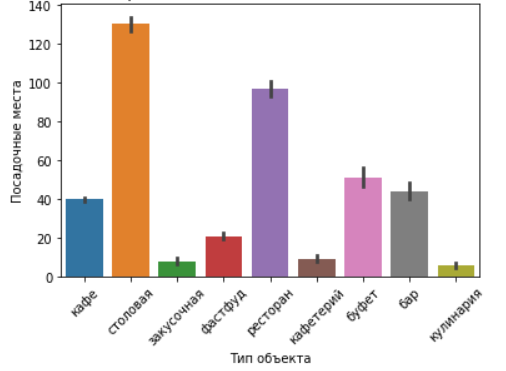 140
120
100
80
60
40
20
0
Посадочные места
кафе
столовая
закусочная
фастфуд
ресторан
кафетерий
буфет
бар
кулинария
Тип объекта